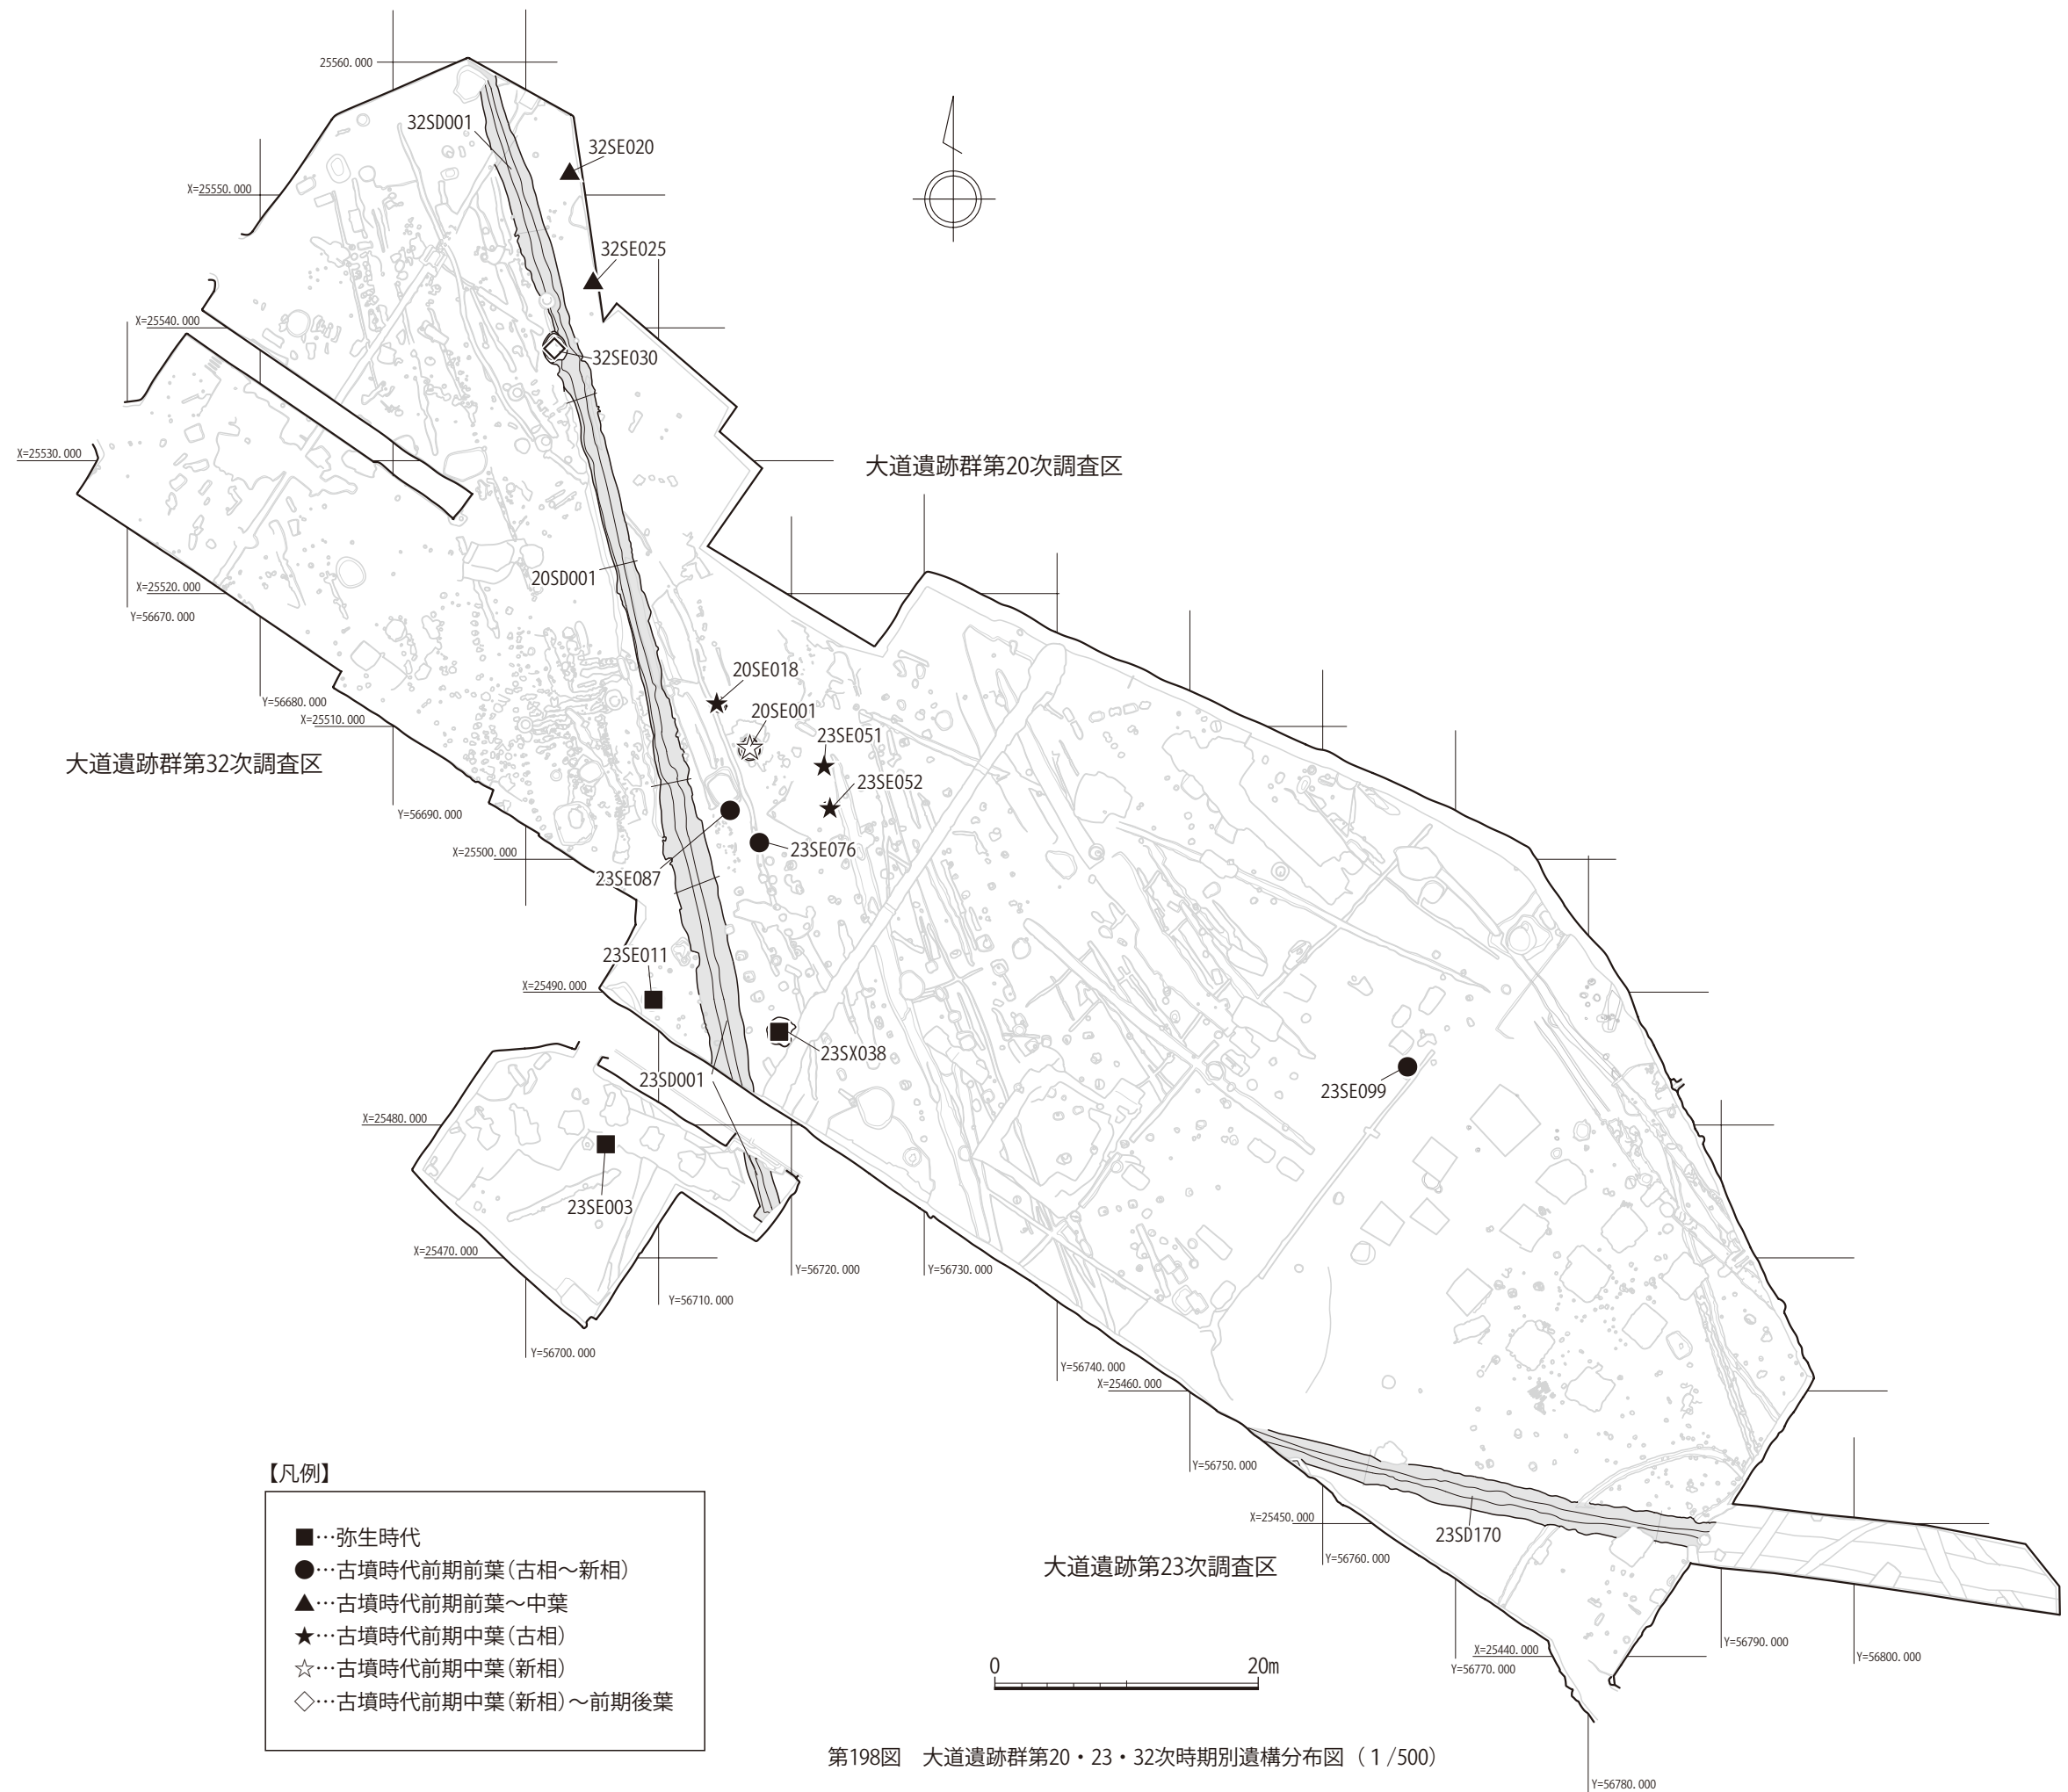 25560.000
32SD001
32SE020
X=25550.000
32SE025
X=25540.000
32SE030
X=25530.000
大道遺跡群第20次調査区
20SD001
X=25520.000
Y=56670.000
20SE018
Y=56680.000
20SE001
X=25510.000
23SE051
大道遺跡群第32次調査区
23SE052
Y=56690.000
23SE076
X=25500.000
23SE087
23SE011
X=25490.000
23SX038
23SD001
23SE099
X=25480.000
23SE003
X=25470.000
Y=56720.000
Y=56730.000
Y=56710.000
Y=56700.000
Y=56740.000
X=25460.000
Y=56750.000
【凡例】
X=25450.000
23SD170
■…弥生時代
Y=56760.000
大道遺跡第23次調査区
●…古墳時代前期前葉(古相～新相)
▲…古墳時代前期前葉～中葉
★…古墳時代前期中葉(古相)
☆…古墳時代前期中葉(新相)
◇…古墳時代前期中葉(新相)～前期後葉
X=25440.000
Y=56770.000
Y=56790.000
Y=56800.000
0 20m
第198図　大道遺跡群第20・23・32次時期別遺構分布図（1/500）
Y=56780.000